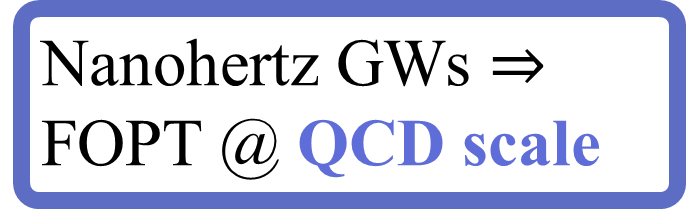 Nanohertz GWs ⇒
FOPT @ QCD scale